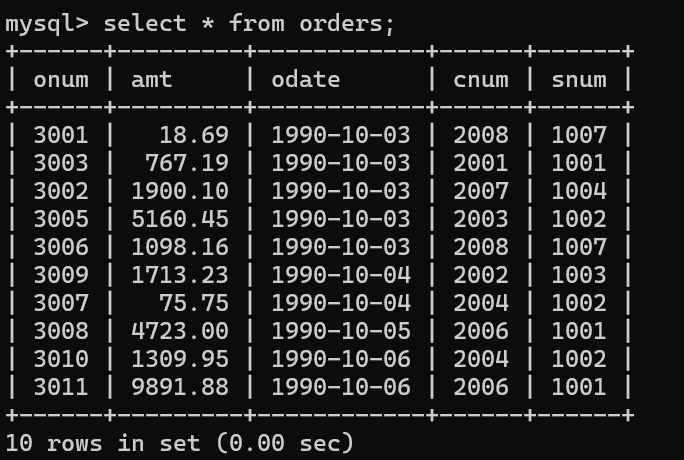 mysql> select * from orders;
+------+---------+------------+------+------+
| onum | amt     | odate      | cnum | snum |
+------+---------+------------+------+------+
| 3001 |   18.69 | 1990-10-03 | 2008 | 1007 |
| 3003 |  767.19 | 1990-10-03 | 2001 | 1001 |
| 3002 | 1900.10 | 1990-10-03 | 2007 | 1004 |
| 3005 | 5160.45 | 1990-10-03 | 2003 | 1002 |
| 3006 | 1098.16 | 1990-10-03 | 2008 | 1007 |
| 3009 | 1713.23 | 1990-10-04 | 2002 | 1003 |
| 3007 |   75.75 | 1990-10-04 | 2004 | 1002 |
| 3008 | 4723.00 | 1990-10-05 | 2006 | 1001 |
| 3010 | 1309.95 | 1990-10-06 | 2004 | 1002 |
| 3011 | 9891.88 | 1990-10-06 | 2006 | 1001 |
+------+---------+------------+------+------+
10 rows in set (0.00 sec)